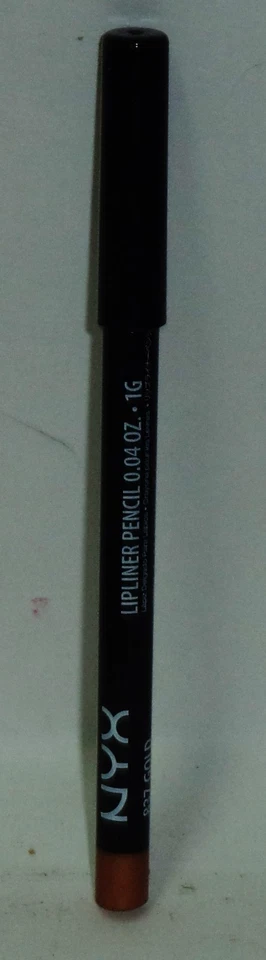 NYX
LIPLINER PENCIL 0.04 OZ. • 1G
837 GOLD